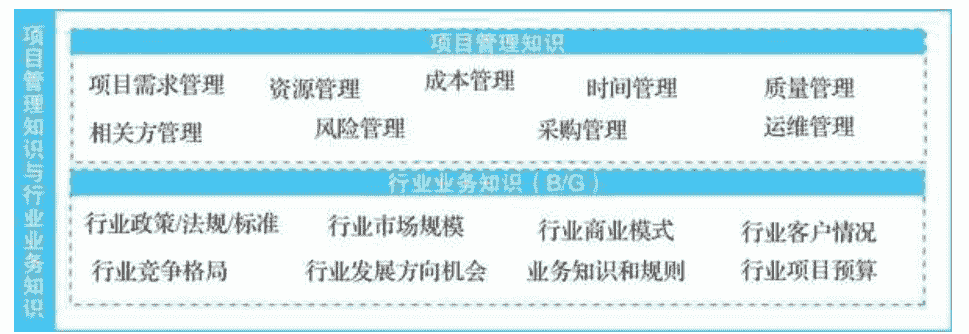 项目管理知识与行业业务知识
项目管理知识
项目需求管理 资源管理 成本管理 时间管理 质量管理
相关方管理 风险管理 采购管理 运维管理
行业业务知识（B/G）
行业政策/法规/标准 行业市场规模 行业商业模式 行业客户情况
行业竞争格局 行业发展方向机会 业务知识和规则 行业项目预算